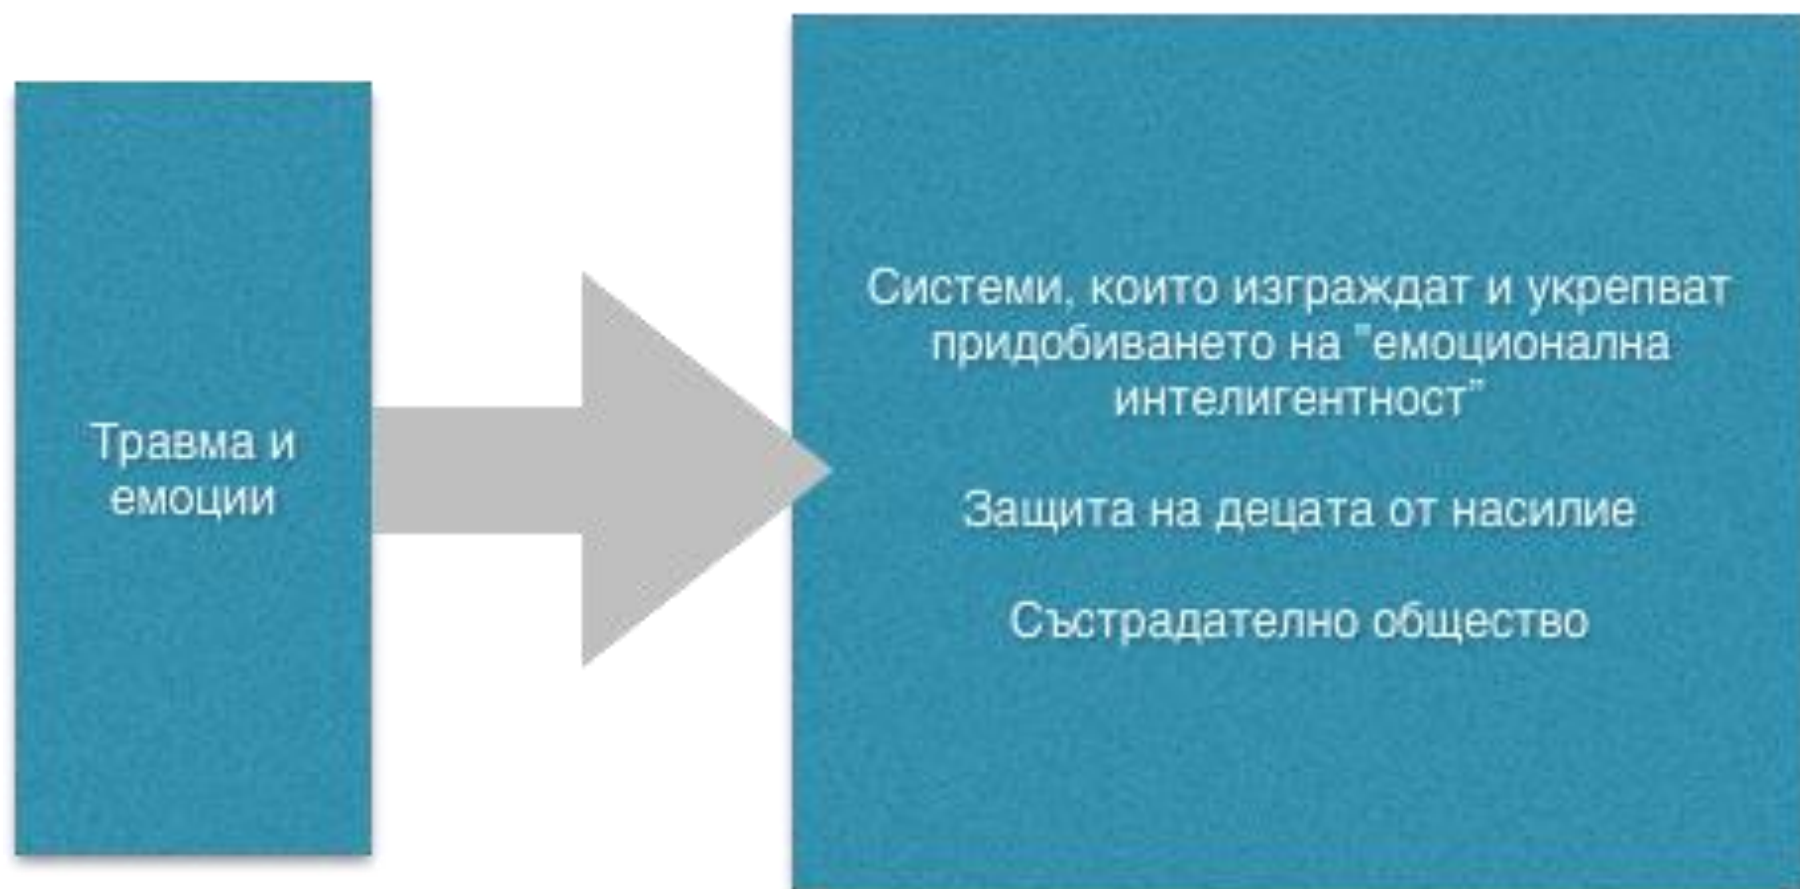 Травма и
емоции
Системи, които изграждат и укрепват
придобиването на "емоционална
интелигентност”
Защита на децата от насилие
Състрадателно общество